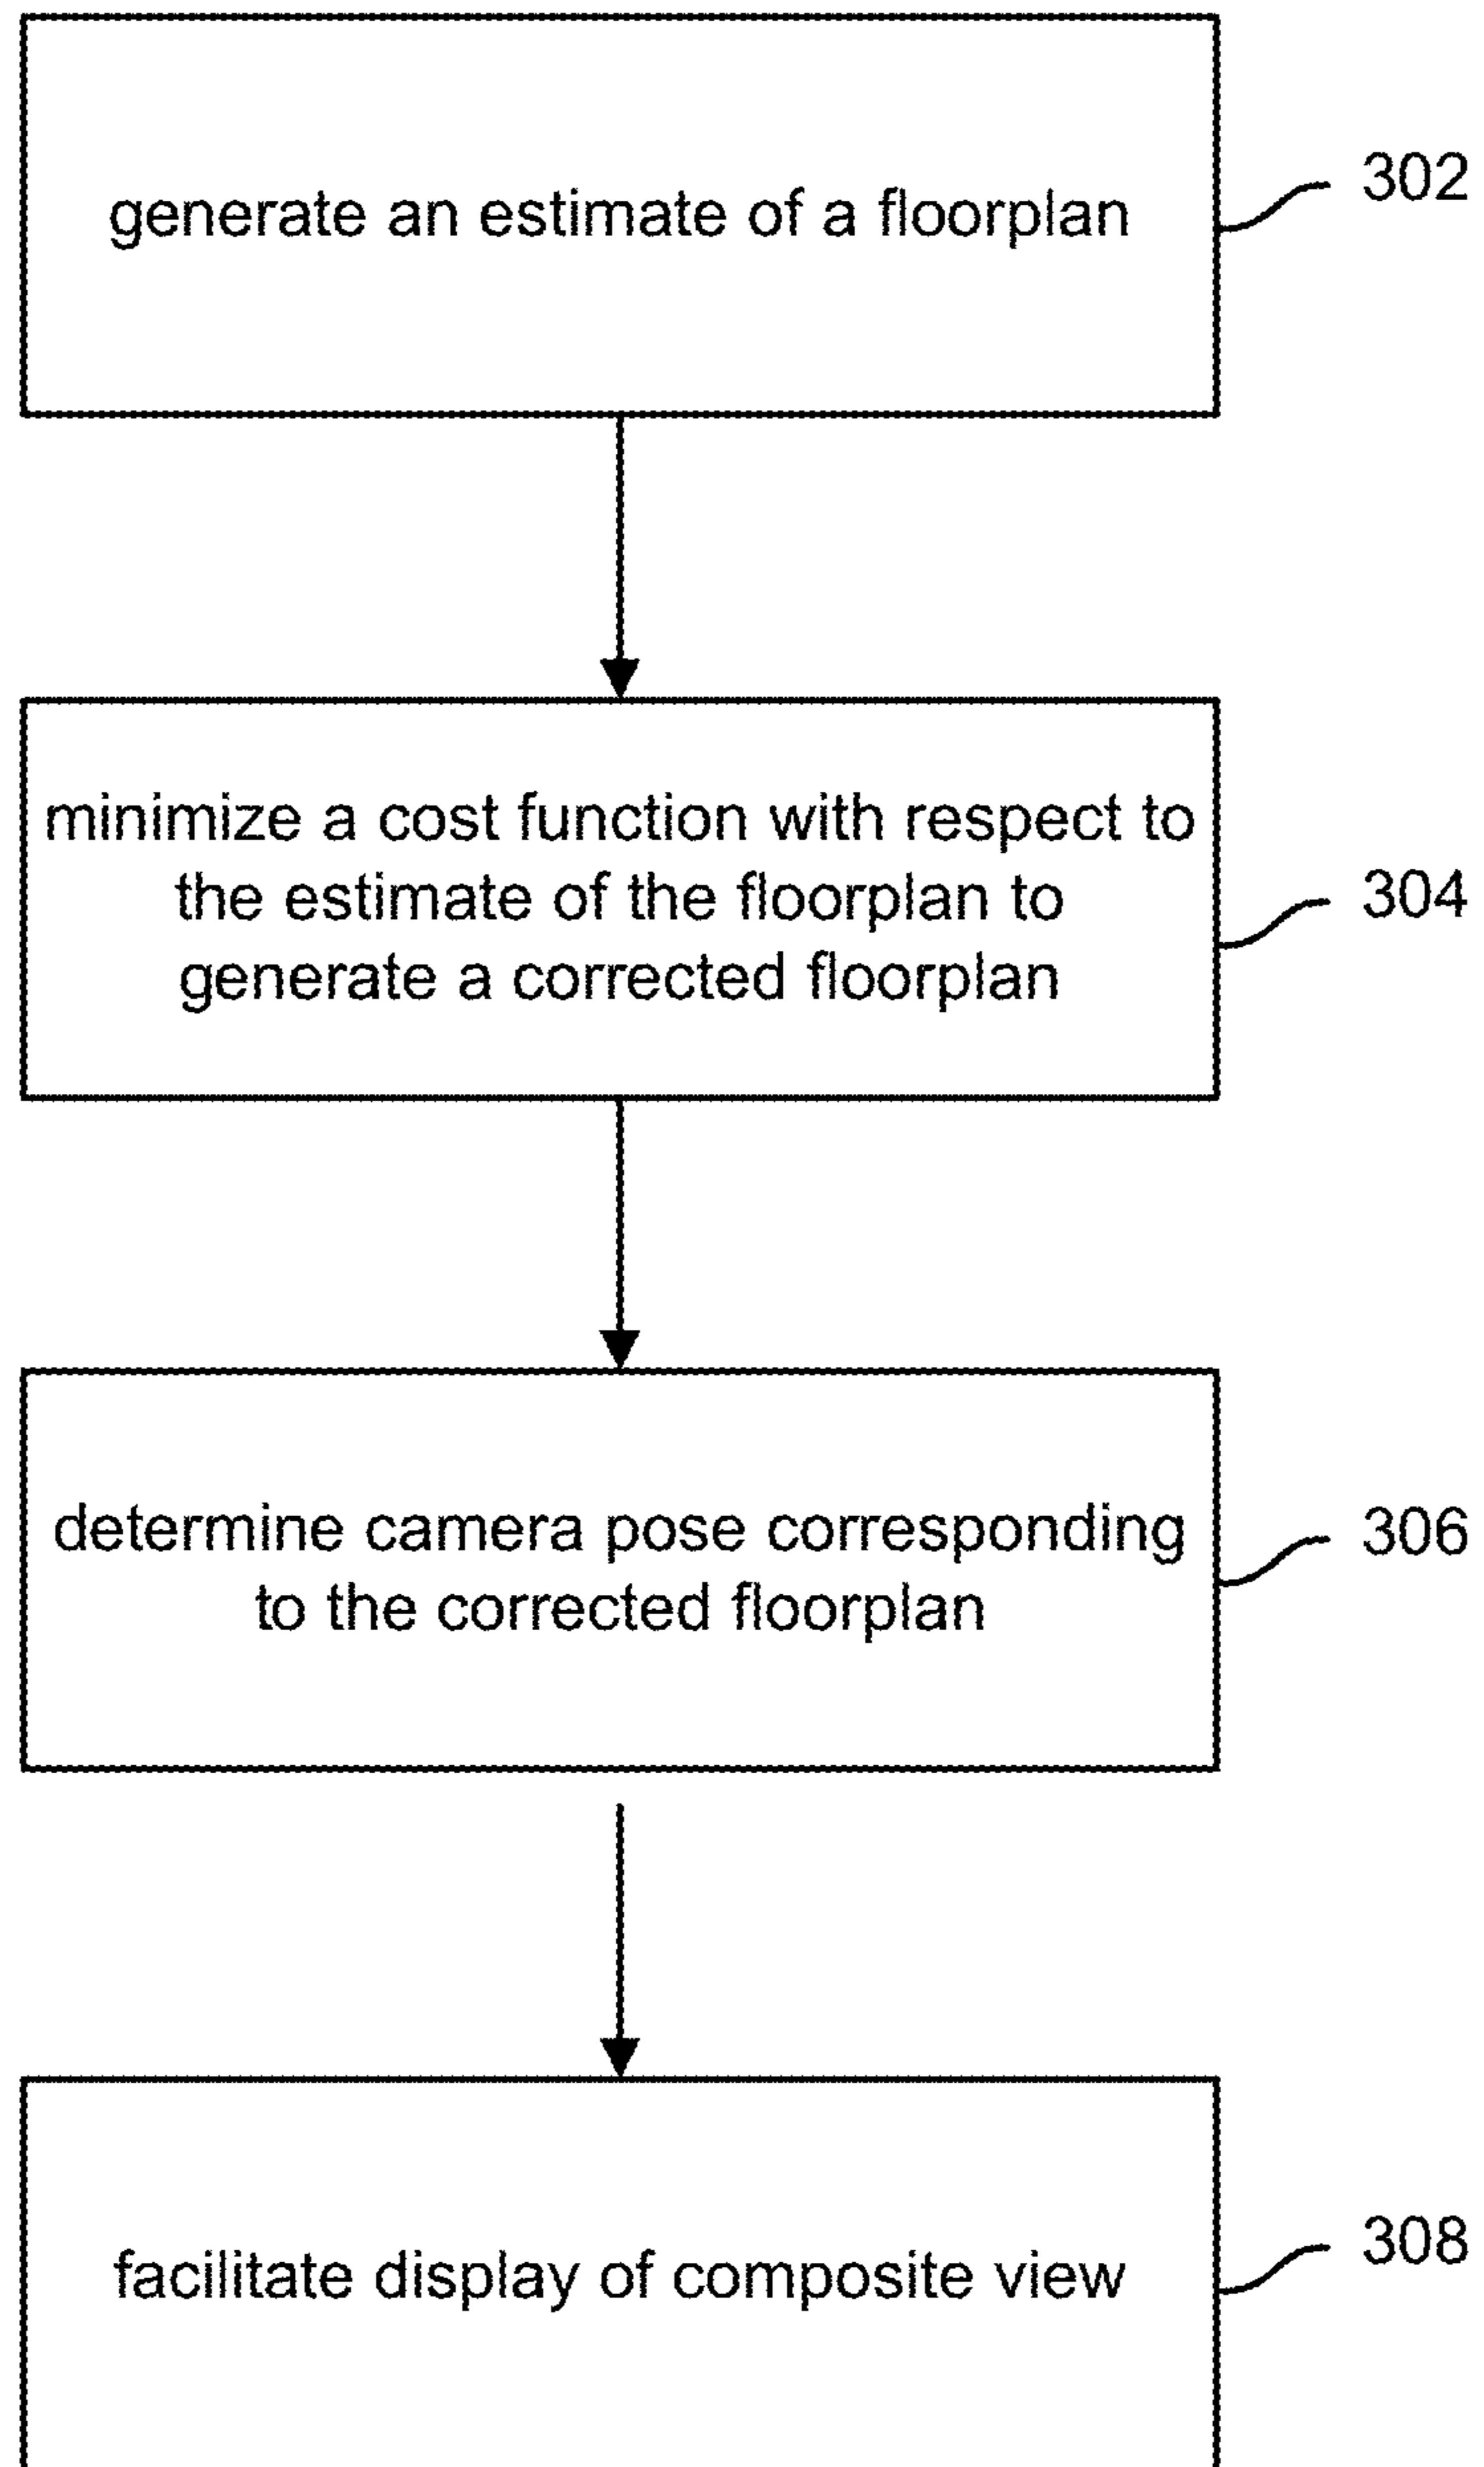 generate an estimate of a floorplan
302
minimize a cost function with respect to
the estimate of the floorplan to
generate a corrected floorplan
304
determine camera pose corresponding
to the corrected floorplan
306
facilitate display of composite view
308